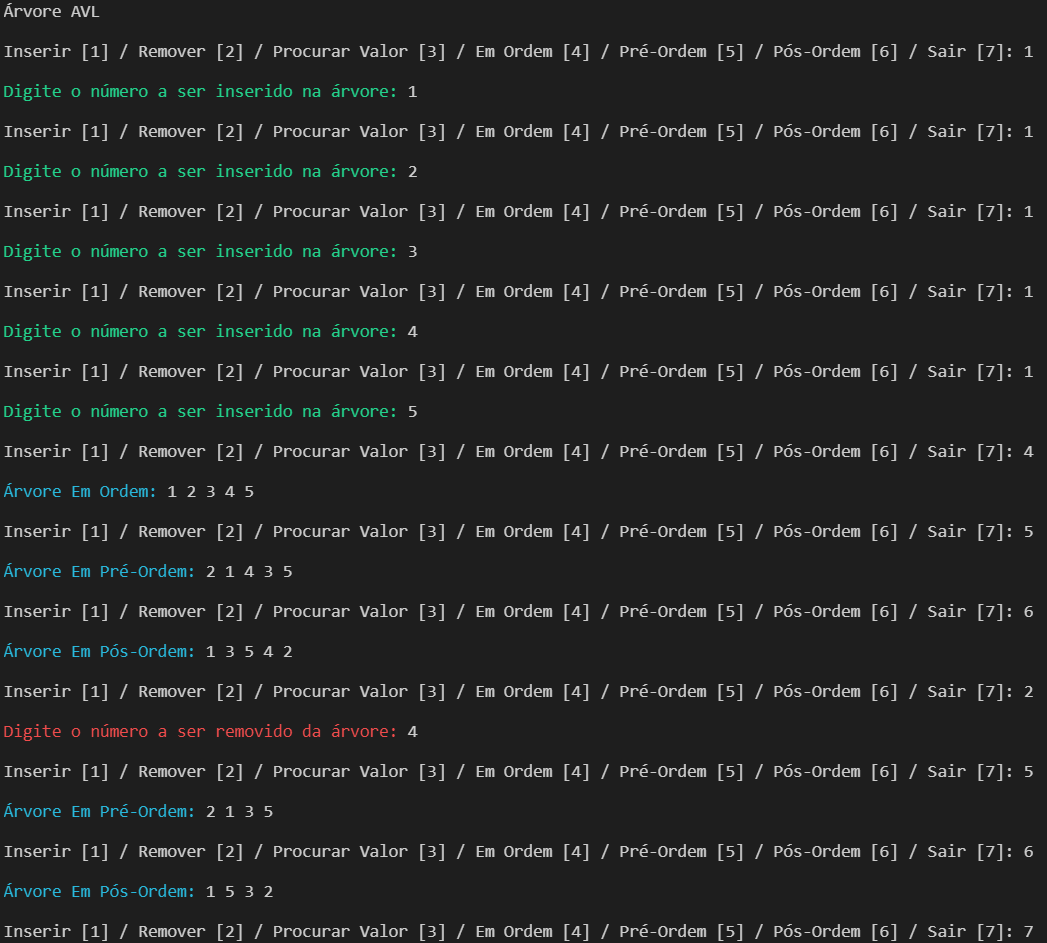 Árvore AVL
Inserir [1] / Remover [2] / Procurar Valor [3] / Em Ordem [4] / Pré-Ordem [5] / Pós-Ordem [6] / Sair [7]: 1
Digite o número a ser inserido na árvore: 1
Inserir [1] / Remover [2] / Procurar Valor [3] / Em Ordem [4] / Pré-Ordem [5] / Pós-Ordem [6] / Sair [7]: 1
Digite o número a ser inserido na árvore: 2
Inserir [1] / Remover [2] / Procurar Valor [3] / Em Ordem [4] / Pré-Ordem [5] / Pós-Ordem [6] / Sair [7]: 1
Digite o número a ser inserido na árvore: 3
Inserir [1] / Remover [2] / Procurar Valor [3] / Em Ordem [4] / Pré-Ordem [5] / Pós-Ordem [6] / Sair [7]: 1
Digite o número a ser inserido na árvore: 4
Inserir [1] / Remover [2] / Procurar Valor [3] / Em Ordem [4] / Pré-Ordem [5] / Pós-Ordem [6] / Sair [7]: 1
Digite o número a ser inserido na árvore: 5
Inserir [1] / Remover [2] / Procurar Valor [3] / Em Ordem [4] / Pré-Ordem [5] / Pós-Ordem [6] / Sair [7]: 4
Árvore Em Ordem: 1 2 3 4 5
Inserir [1] / Remover [2] / Procurar Valor [3] / Em Ordem [4] / Pré-Ordem [5] / Pós-Ordem [6] / Sair [7]: 5
Árvore Em Pré-Ordem: 2 1 4 3 5
Inserir [1] / Remover [2] / Procurar Valor [3] / Em Ordem [4] / Pré-Ordem [5] / Pós-Ordem [6] / Sair [7]: 6
Árvore Em Pós-Ordem: 1 3 5 4 2
Inserir [1] / Remover [2] / Procurar Valor [3] / Em Ordem [4] / Pré-Ordem [5] / Pós-Ordem [6] / Sair [7]: 2
Digite o número a ser removido da árvore: 4
Inserir [1] / Remover [2] / Procurar Valor [3] / Em Ordem [4] / Pré-Ordem [5] / Pós-Ordem [6] / Sair [7]: 5
Árvore Em Pré-Ordem: 2 1 3 5
Inserir [1] / Remover [2] / Procurar Valor [3] / Em Ordem [4] / Pré-Ordem [5] / Pós-Ordem [6] / Sair [7]: 6
Árvore Em Pós-Ordem: 1 5 3 2
Inserir [1] / Remover [2] / Procurar Valor [3] / Em Ordem [4] / Pré-Ordem [5] / Pós-Ordem [6] / Sair [7]: 7